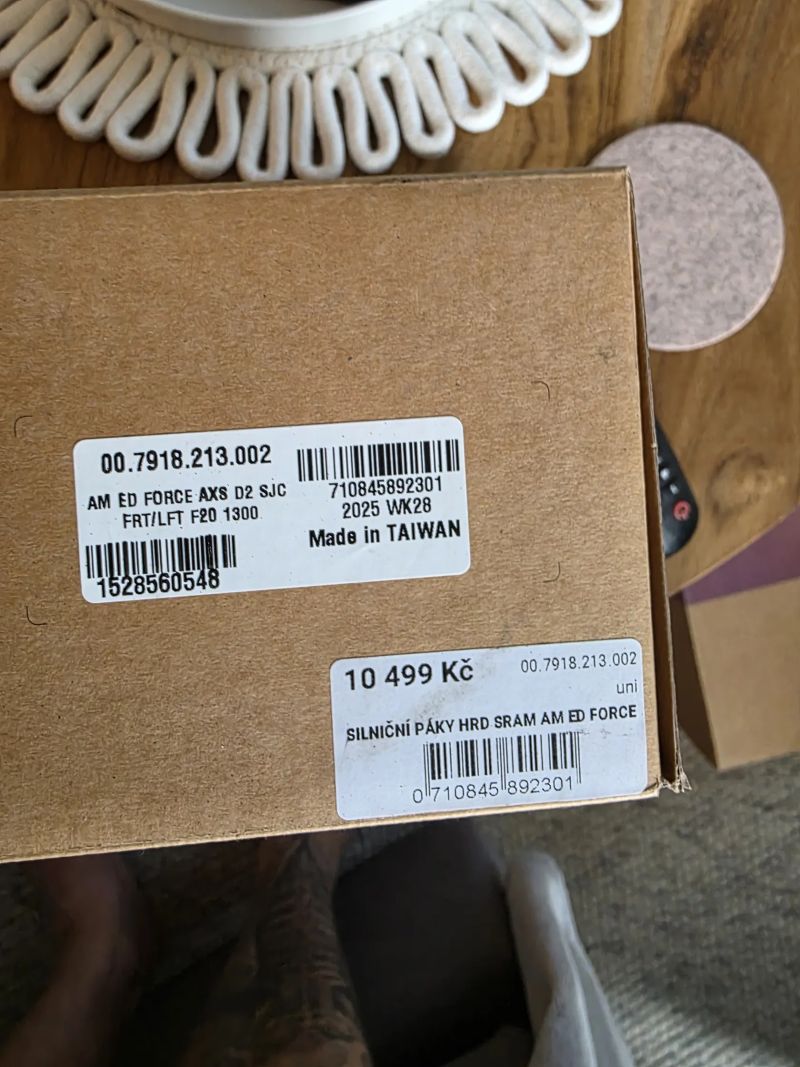 00.7918.213.002
AM ED FORCE AXS D2 SJC
FRT/LFT F20 1300
1528560548
710845892301
2025 WK28
Made in TAIWAN
10 499 Kč
00.7918.213.002
uni
SILNIČNÍ PÁKY HRD SRAM AM ED FORCE
0 710845 892301